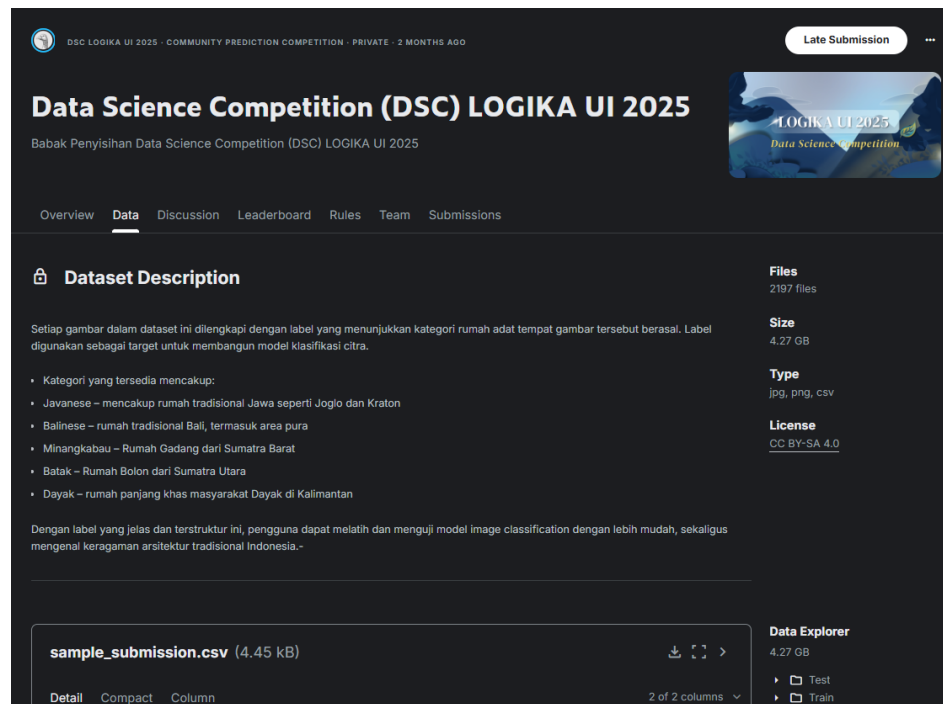 DSC LOGIKA UI 2025 · COMMUNITY PREDICTION COMPETITION · PRIVATE · 2 MONTHS AGO
Late Submission
Data Science Competition (DSC) LOGIKA UI 2025
Babak Penyisihan Data Science Competition (DSC) LOGIKA UI 2025
LOGIKA UI 2025
Data Science Competition
Overview Data Discussion Leaderboard Rules Team Submissions
Dataset Description
Setiap gambar dalam dataset ini dilengkapi dengan label yang menunjukkan kategori rumah adat tempat gambar tersebut berasal. Label
digunakan sebagai target untuk membangun model klasifikasi citra.
• Kategori yang tersedia mencakup:
• Javanese – mencakup rumah tradisional Jawa seperti Joglo dan Kraton
• Balinese – rumah tradisional Bali, termasuk area pura
• Minangkabau – Rumah Gadang dari Sumatra Barat
• Batak – Rumah Bolon dari Sumatra Utara
• Dayak – rumah panjang khas masyarakat Dayak di Kalimantan
Dengan label yang jelas dan terstruktur ini, pengguna dapat melatih dan menguji model image classification dengan lebih mudah, sekaligus
mengenal keragaman arsitektur tradisional Indonesia.-
Files
2197 files
Size
4.27 GB
Type
jpg, png, csv
License
CC BY-SA 4.0
sample_submission.csv (4.45 kB)
Detail Compact Column
2 of 2 columns
Data Explorer
4.27 GB
Test
Train